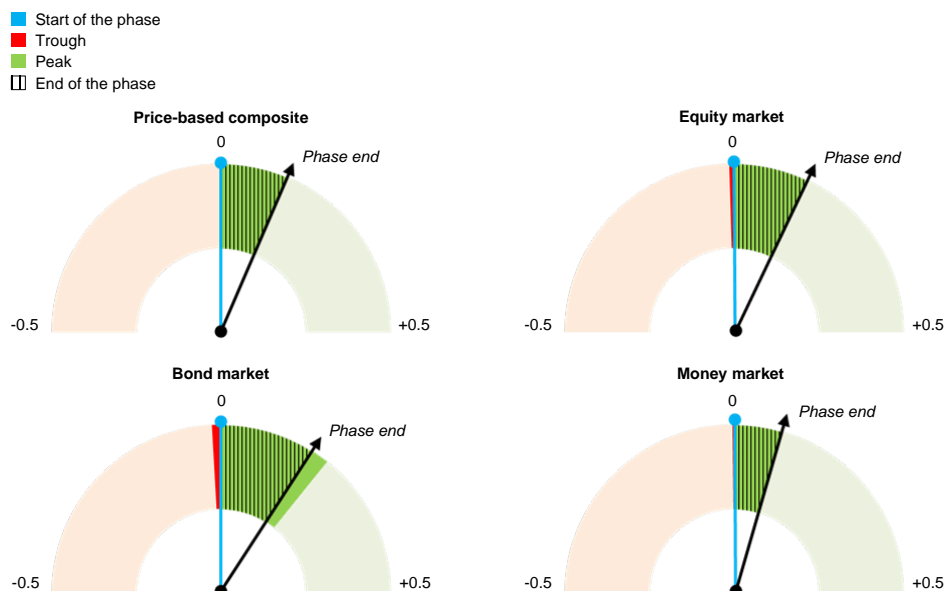 Start of the phase
Trough
Peak
End of the phase
Price-based composite
0
Phase end
-0.5
+0.5
Equity market
0
Phase end
-0.5
+0.5
Bond market
0
Phase end
-0.5
+0.5
Money market
0
Phase end
-0.5
+0.5